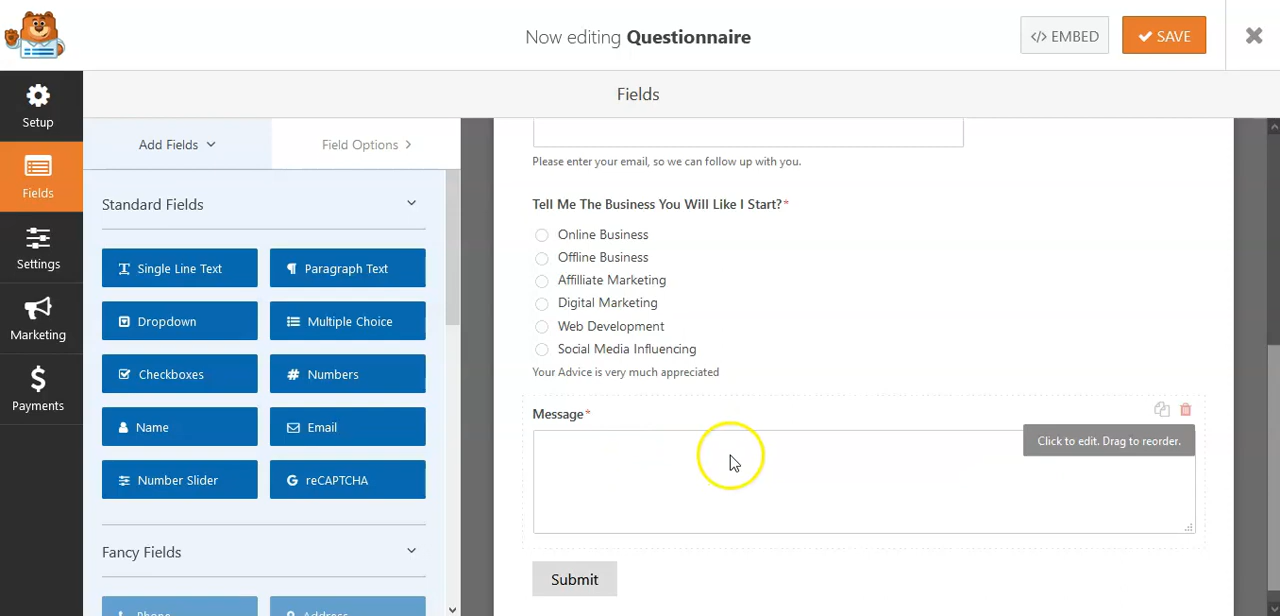 Now editing Questionnaire
</> EMBED
SAVE
Setup
Fields
Settings
Marketing
Payments
Fields
Add Fields
Field Options
Standard Fields
Single Line Text
Paragraph Text
Dropdown
Multiple Choice
Checkboxes
Numbers
Name
Email
Number Slider
reCAPTCHA
Fancy Fields
Phone
Address
Please enter your email, so we can follow up with you.
Tell Me The Business You Will Like I Start?*
Online Business
Offline Business
Affilliate Marketing
Digital Marketing
Web Development
Social Media Influencing
Your Advice is very much appreciated
Message*
Click to edit. Drag to reorder.
Submit